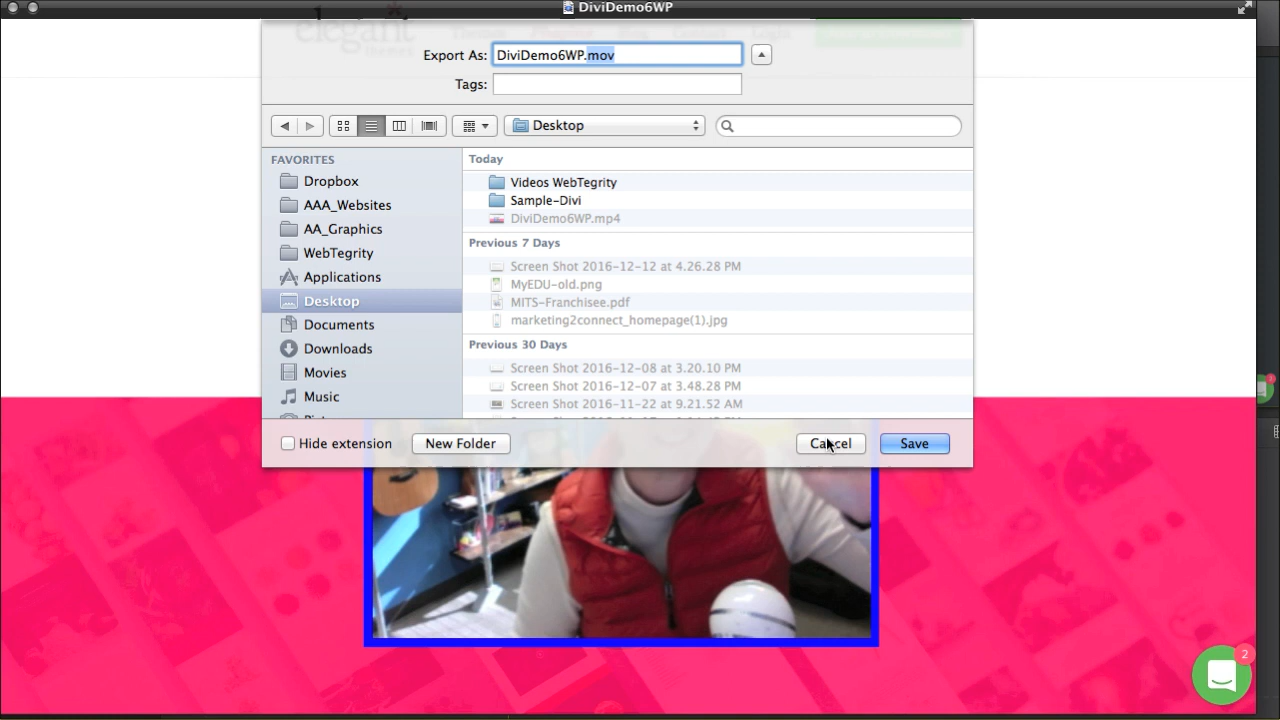 DiviDemo6WP
elegant
themes
Export As: DiviDemo6WP.mov
Tags:
Desktop
FAVORITES
Dropbox
AAA_Websites
AA_Graphics
WebTegrity
Applications
Desktop
Documents
Downloads
Movies
Music
Today
Videos WebTegrity
Sample-Divi
DiviDemo6WP.mp4
Previous 7 Days
Screen Shot 2016-12-12 at 4.26.28 PM
MyEDU-old.png
MITS-Franchisee.pdf
marketing2connect_homepage(1).jpg
Previous 30 Days
Screen Shot 2016-12-08 at 3.20.10 PM
Screen Shot 2016-12-07 at 3.48.28 PM
Screen Shot 2016-11-22 at 9.21.52 AM
Hide extension
New Folder
Cancel
Save
2